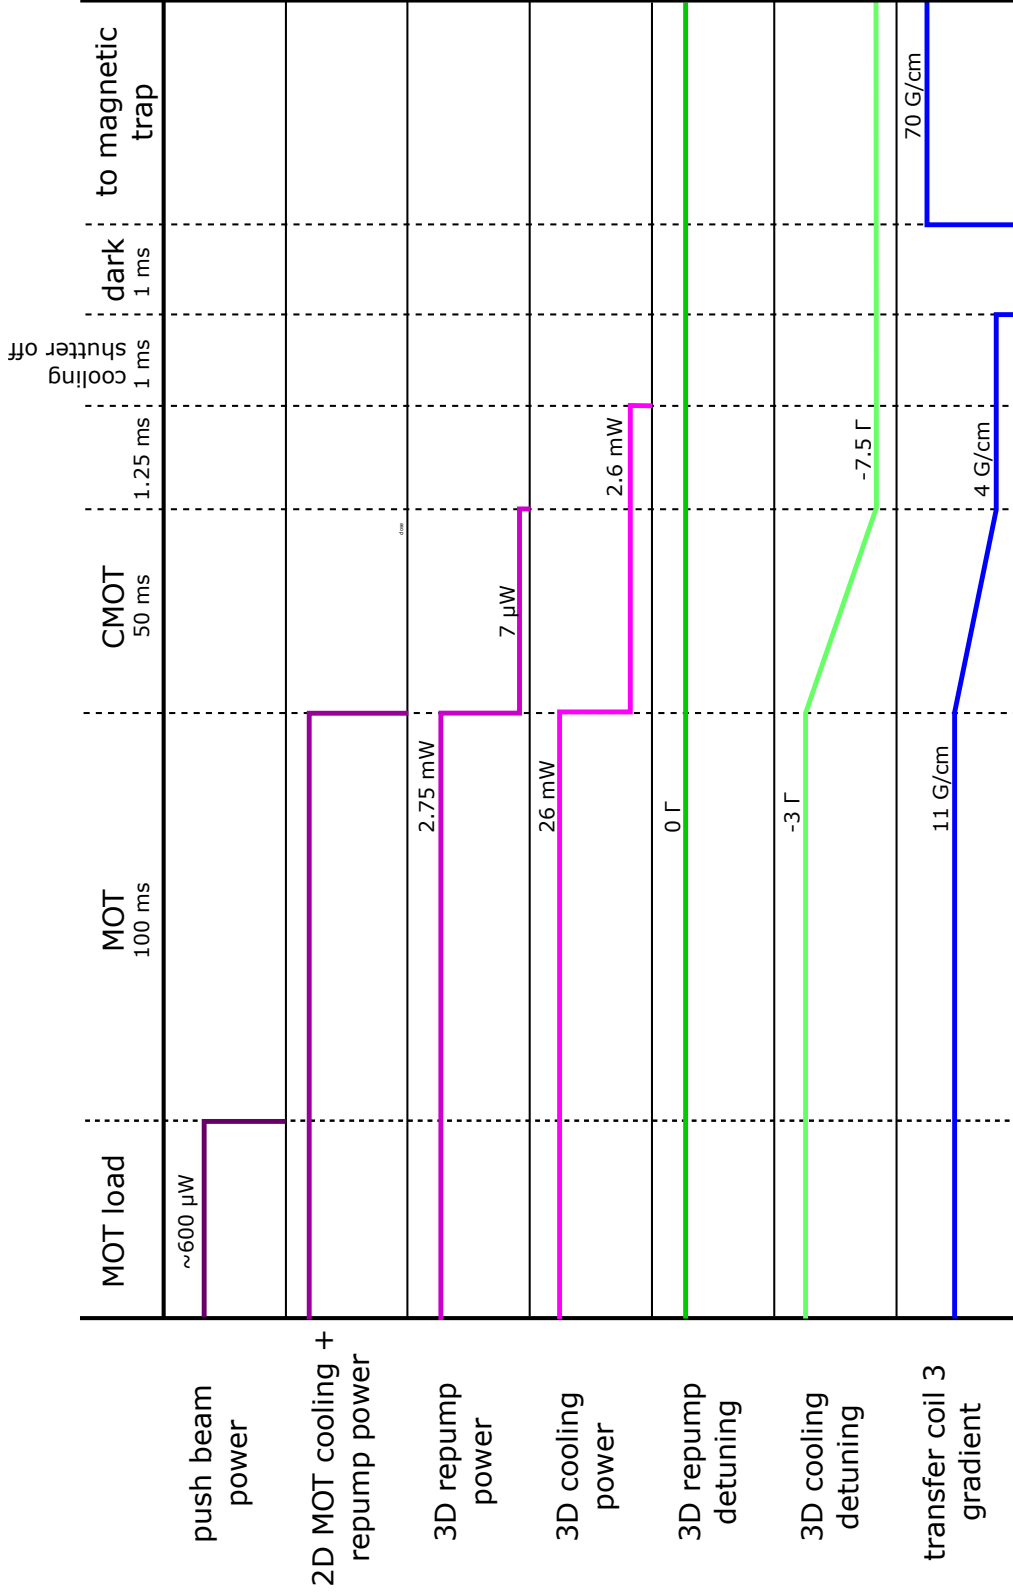 MOT load
MOT
100 ms
CMOT
50 ms
1.25 ms
cooling
shutter off
1 ms
dark
1 ms
to magnetic
trap
push beam
power
~600 μW
2D MOT cooling +
repump power
3D repump
power
2.75 mW
7 μW
3D cooling
power
26 mW
2.6 mW
3D repump
detuning
0 Γ
3D cooling
detuning
-3 Γ
-7.5 Γ
transfer coil 3
gradient
11 G/cm
4 G/cm
70 G/cm